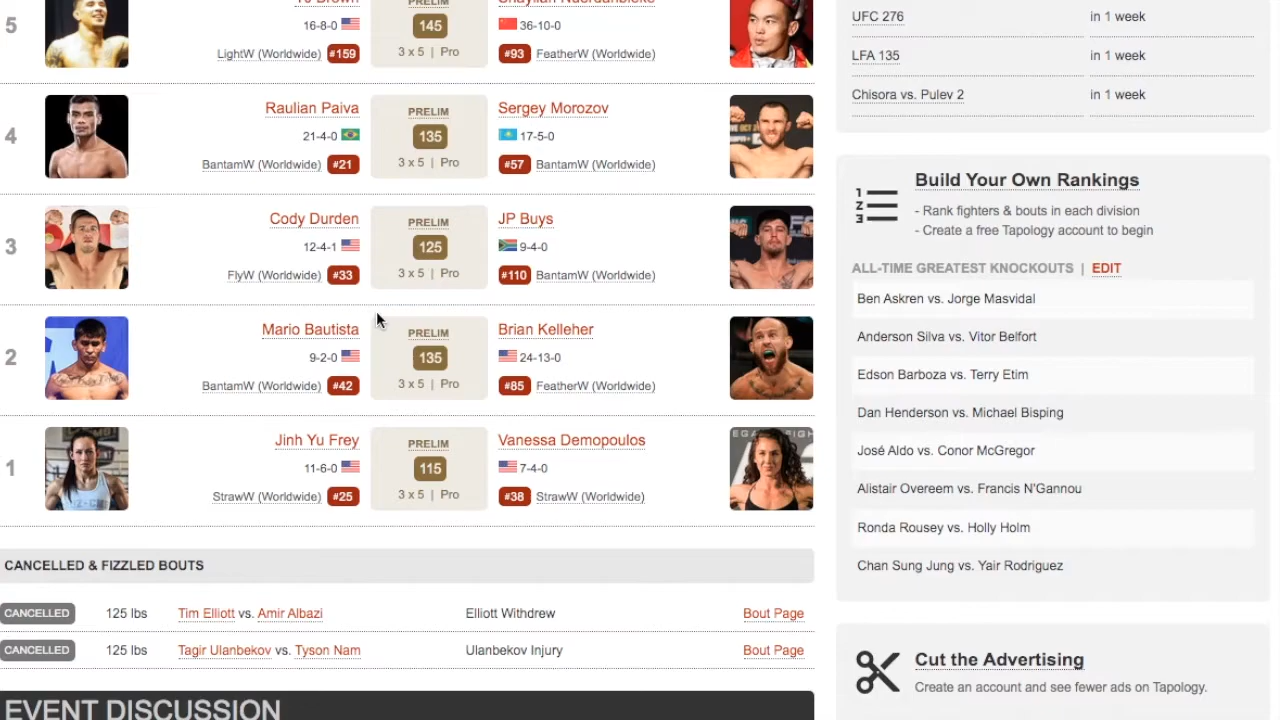 5
TJ Brown
PRELIM
Shayilan Nuerdanbieke
16-8-0
145
36-10-0
LightW (Worldwide) #159
3 x 5 | Pro
#93 FeatherW (Worldwide)
4
Raulian Paiva
PRELIM
Sergey Morozov
21-4-0
135
17-5-0
BantamW (Worldwide) #21
3 x 5 | Pro
#57 BantamW (Worldwide)
3
Cody Durden
PRELIM
JP Buys
12-4-1
125
9-4-0
FlyW (Worldwide) #33
3 x 5 | Pro
#110 BantamW (Worldwide)
2
Mario Bautista
PRELIM
Brian Kelleher
9-2-0
135
24-13-0
BantamW (Worldwide) #42
3 x 5 | Pro
#85 FeatherW (Worldwide)
1
Jinh Yu Frey
PRELIM
Vanessa Demopoulos
11-6-0
115
7-4-0
StrawW (Worldwide) #25
3 x 5 | Pro
#38 StrawW (Worldwide)
CANCELLED & FIZZLED BOUTS
CANCELLED 125 lbs Tim Elliott vs. Amir Albazi Elliott Withdrew Bout Page
CANCELLED 125 lbs Tagir Ulanbekov vs. Tyson Nam Ulanbekov Injury Bout Page
EVENT DISCUSSION
UFC 276 in 1 week
LFA 135 in 1 week
Chisora vs. Pulev 2 in 1 week
1
2
3
Build Your Own Rankings
- Rank fighters & bouts in each division
- Create a free Tapology account to begin
ALL-TIME GREATEST KNOCKOUTS | EDIT
Ben Askren vs. Jorge Masvidal
Anderson Silva vs. Vitor Belfort
Edson Barboza vs. Terry Etim
Dan Henderson vs. Michael Bisping
José Aldo vs. Conor McGregor
Alistair Overeem vs. Francis N'Gannou
Ronda Rousey vs. Holly Holm
Chan Sung Jung vs. Yair Rodriguez
Cut the Advertising
Create an account and see fewer ads on Tapology.